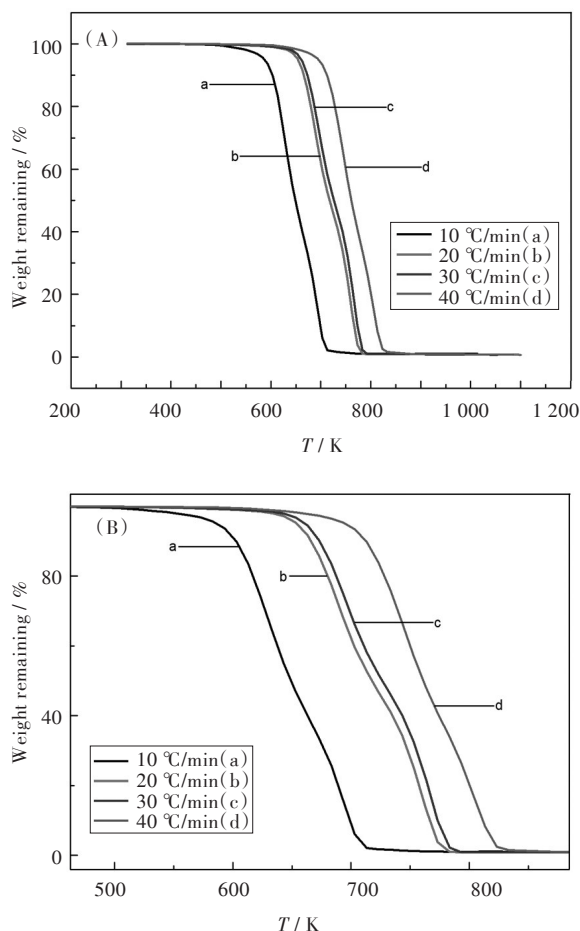 (A)
100
80
60
40
20
0
Weight remaining / %
a
b
c
d
10 ℃/min(a)
20 ℃/min(b)
30 ℃/min(c)
40 ℃/min(d)
200 400 600 800 1 000 1 200
T / K
(B)
80
40
0
Weight remaining / %
a
b
c
d
10 ℃/min(a)
20 ℃/min(b)
30 ℃/min(c)
40 ℃/min(d)
500 600 700 800
T / K